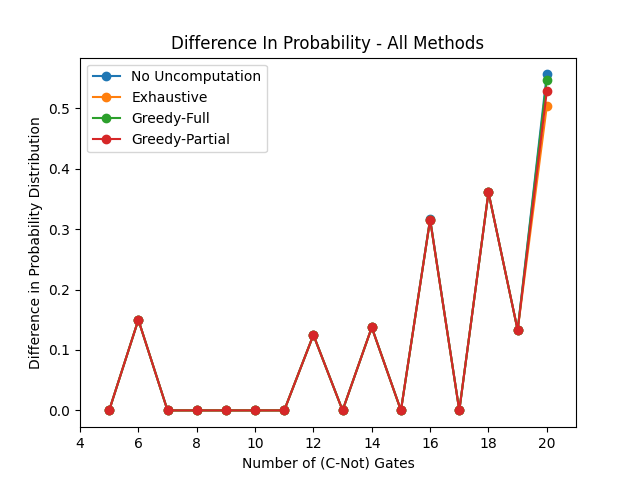 Difference In Probability - All Methods
No Uncomputation
Exhaustive
Greedy-Full
Greedy-Partial
Difference in Probability Distribution
0.5
0.4
0.3
0.2
0.1
0.0
4 6 8 10 12 14 16 18 20
Number of (C-Not) Gates